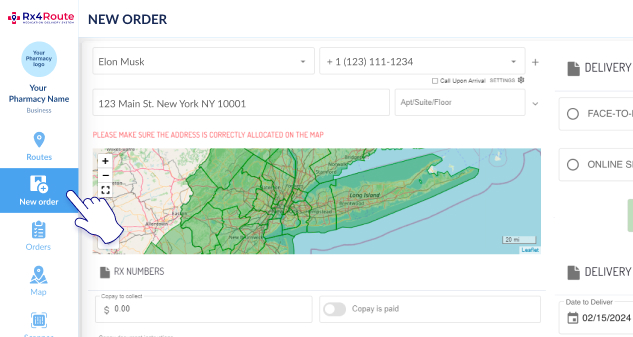 Rx4Route
MEDICATION DELIVERY SYSTEM
NEW ORDER
Your
Pharmacy
logo
Your
Pharmacy Name
Business
Routes
New order
Orders
Map
Elon Musk
+ 1 (123) 111-1234
+
Call Upon Arrival
SETTINGS
123 Main St. New York NY 10001
Apt/Suite/Floor
PLEASE MAKE SURE THE ADDRESS IS CORRECTLY ALLOCATED ON THE MAP
+
−
Allentown
Long Island
20 mi
Leaflet
RX NUMBERS
Copay to collect
$ 0.00
Copay is paid
DELIVERY
FACE-TO-
ONLINE S
DELIVERY
Date to Deliver
02/15/2024